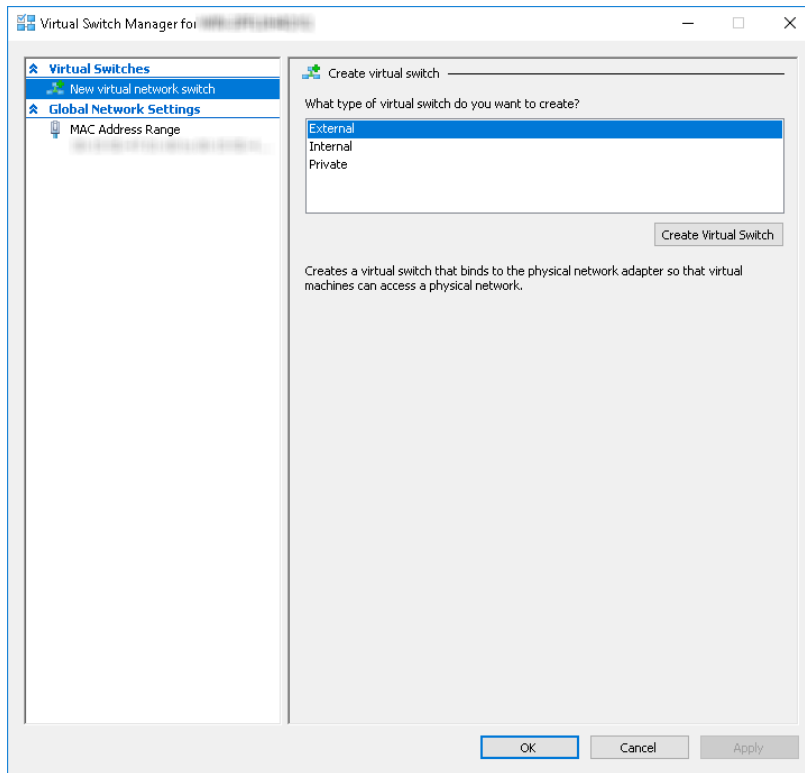 Virtual Switch Manager for
Virtual Switches
New virtual network switch
Global Network Settings
MAC Address Range
Create virtual switch
What type of virtual switch do you want to create?
External
Internal
Private
Create Virtual Switch
Creates a virtual switch that binds to the physical network adapter so that virtual
machines can access a physical network.
OK
Cancel
Apply